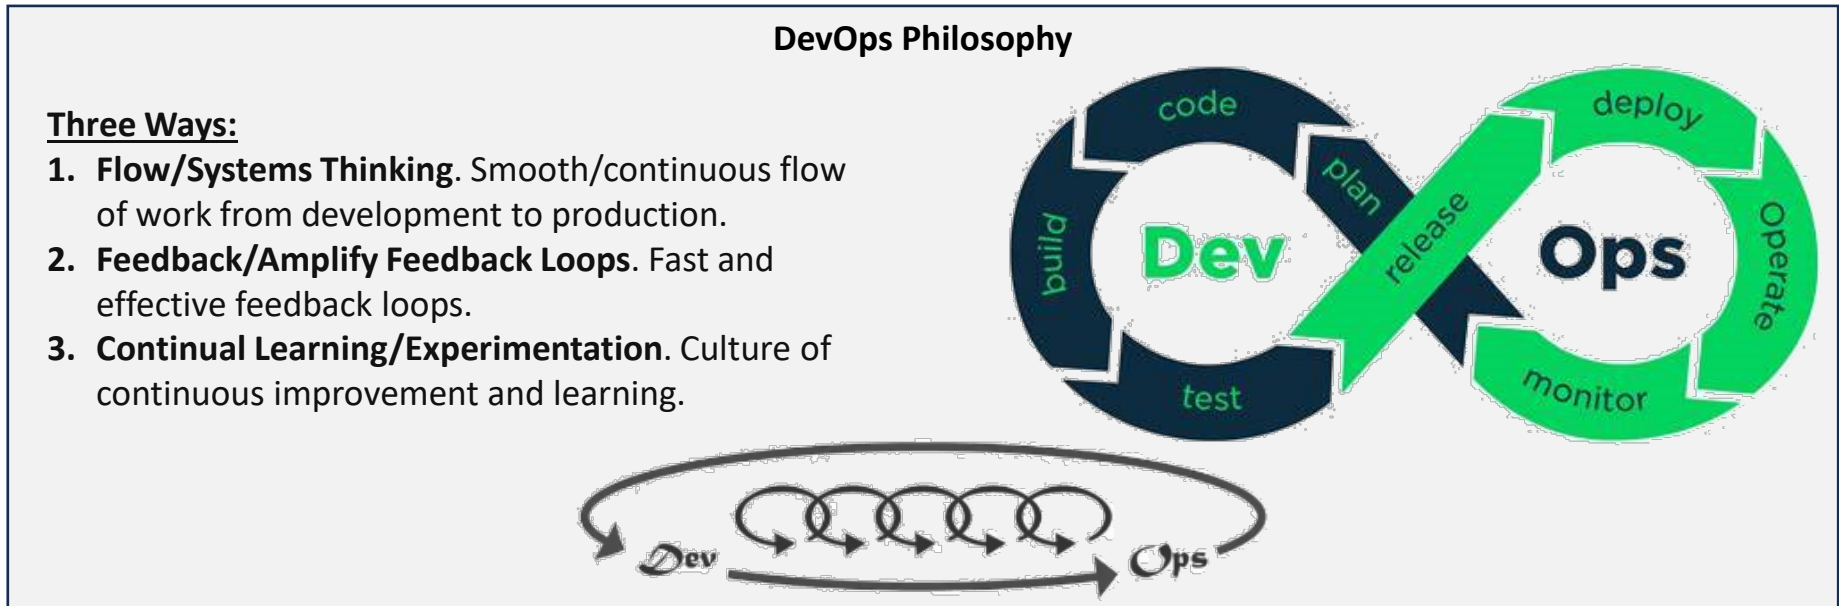 DevOps Philosophy
Three Ways:
1. Flow/Systems Thinking. Smooth/continuous flow
of work from development to production.
2. Feedback/Amplify Feedback Loops. Fast and
effective feedback loops.
3. Continual Learning/Experimentation. Culture of
continuous improvement and learning.
code
plan
build
Dev
test
release
deploy
Operate
Ops
monitor
Dev
Ops